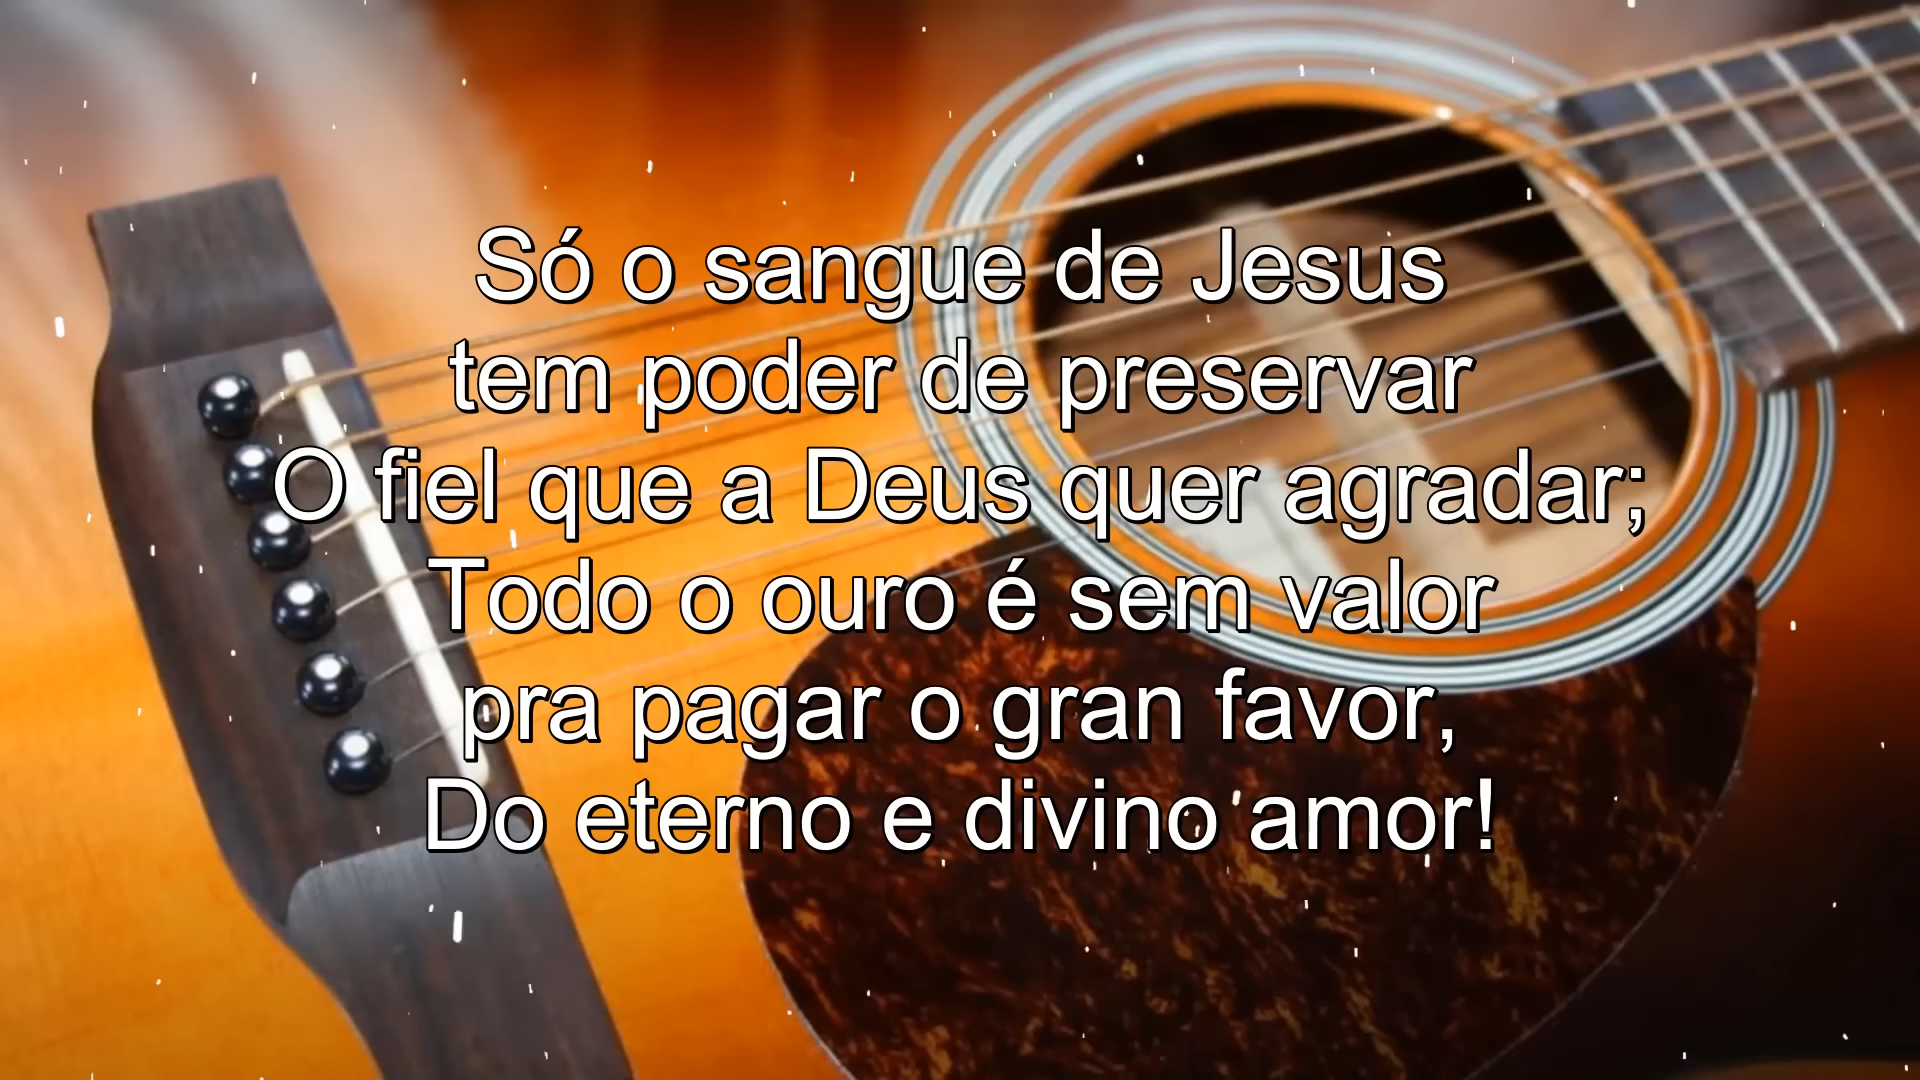 Só o sangue de Jesus
tem poder de preservar
O fiel que a Deus quer agradar;
Todo o ouro é sem valor
pra pagar o gran favor,
Do eterno e divino amor!